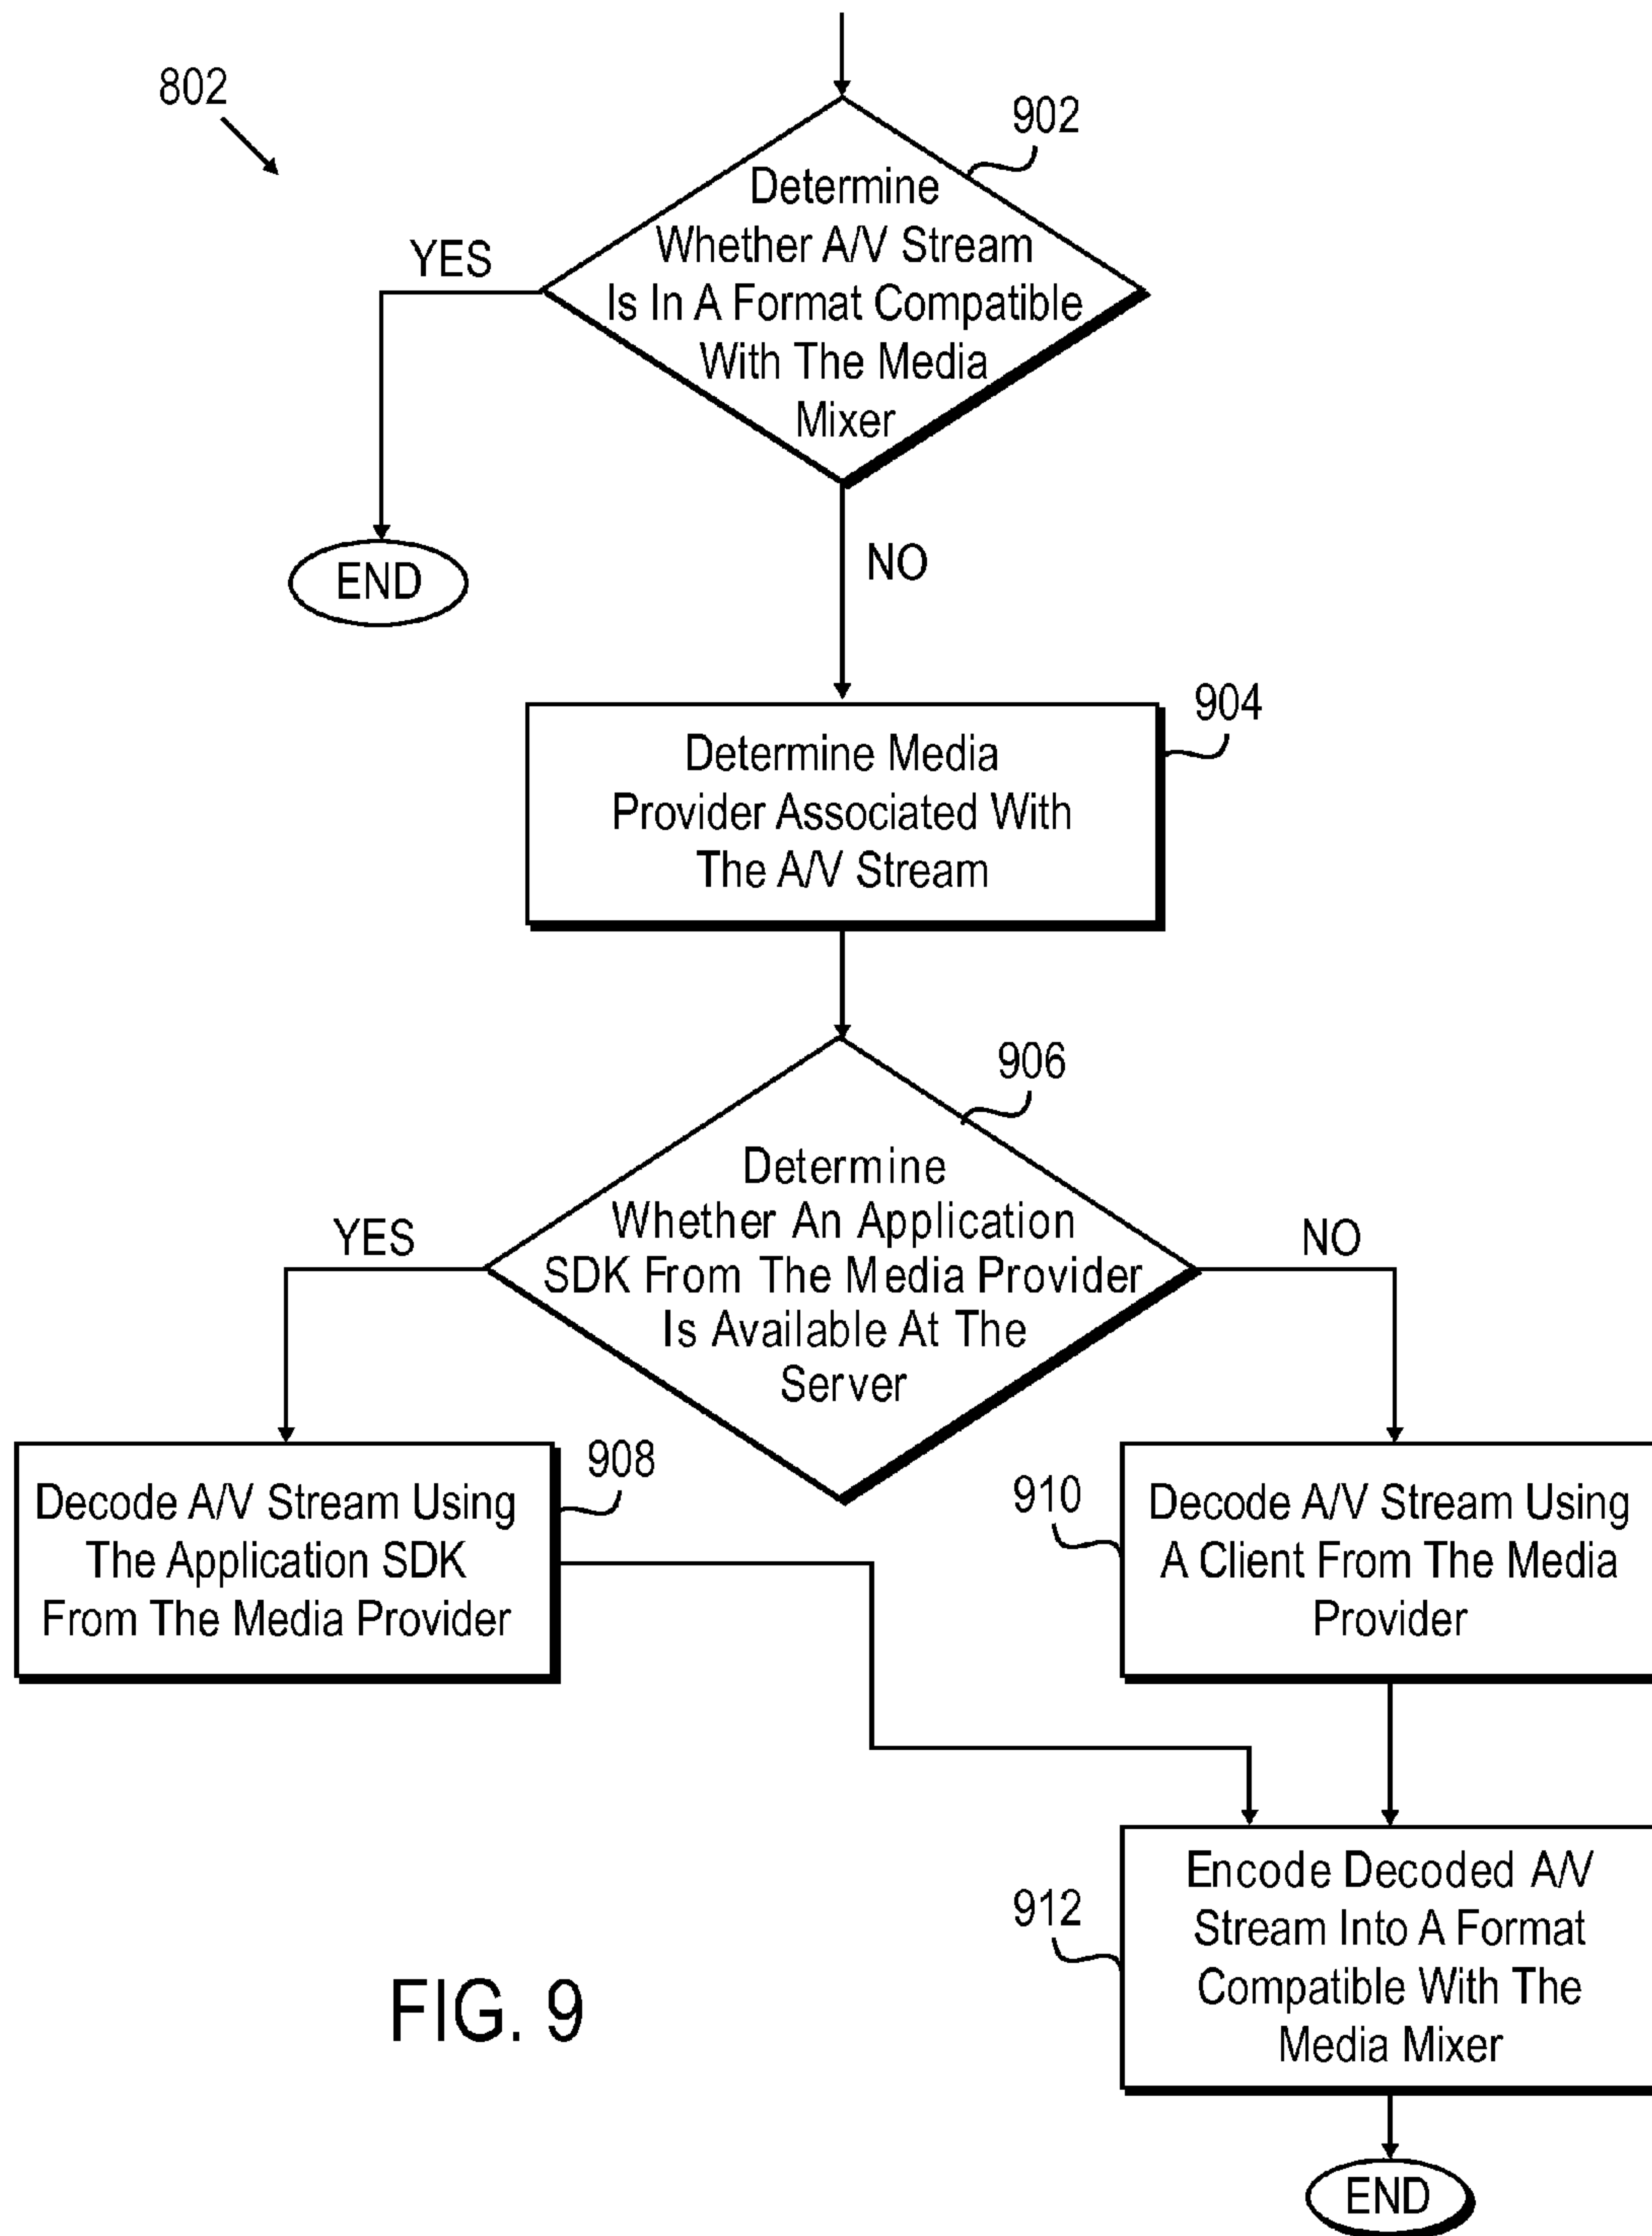 802
902
Determine
Whether A/V Stream
Is In A Format Compatible
With The Media
Mixer
YES
END
NO
904
Determine Media
Provider Associated With
The A/V Stream
906
Determine
Whether An Application
SDK From The Media Provider
Is Available At The
Server
YES
NO
908
Decode A/V Stream Using
The Application SDK
From The Media Provider
910
Decode A/V Stream Using
A Client From The Media
Provider
912
Encode Decoded A/V
Stream Into A Format
Compatible With The
Media Mixer
FIG. 9
END